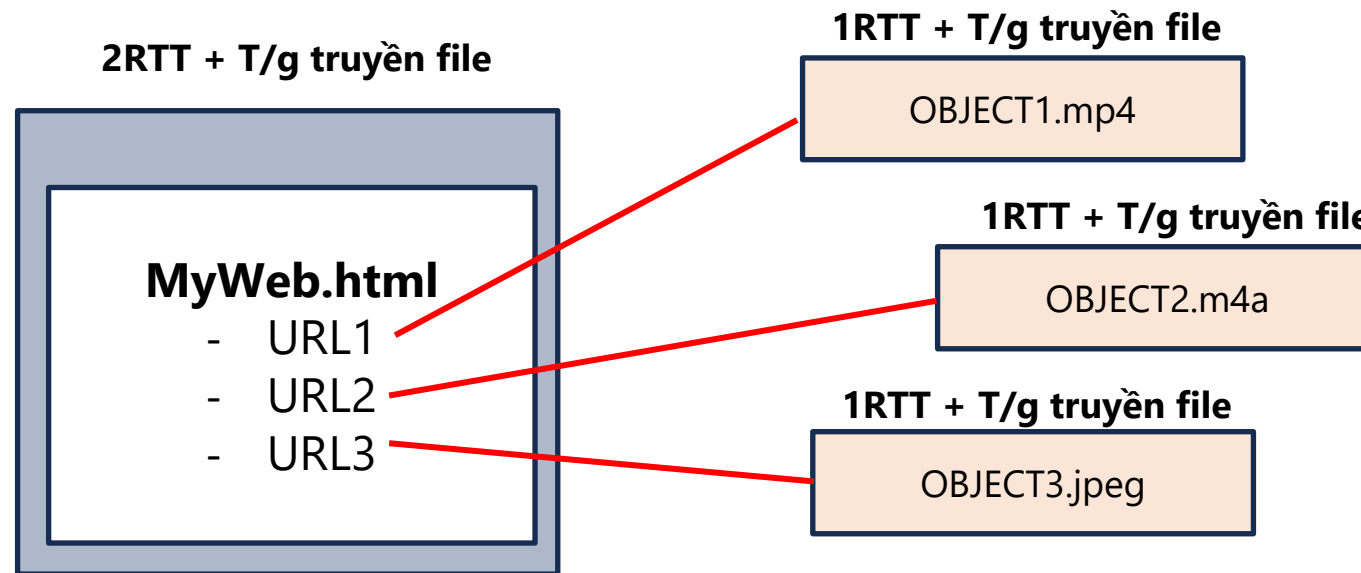 2RTT + T/g truyền file
MyWeb.html
- URL1
- URL2
- URL3
1RTT + T/g truyền file
OBJECT1.mp4
1RTT + T/g truyền file
OBJECT2.m4a
1RTT + T/g truyền file
OBJECT3.jpeg